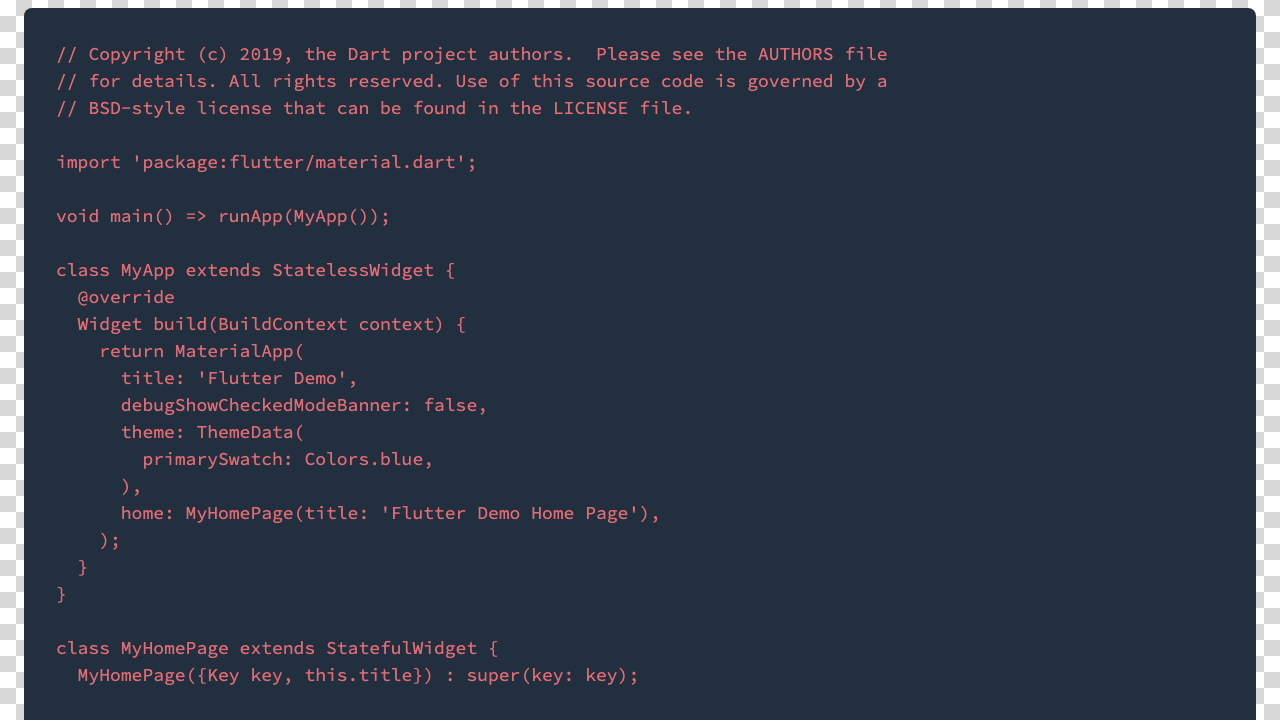 // Copyright (c) 2019, the Dart project authors.  Please see the AUTHORS file
// for details. All rights reserved. Use of this source code is governed by a
// BSD-style license that can be found in the LICENSE file.

import 'package:flutter/material.dart';

void main() => runApp(MyApp());

class MyApp extends StatelessWidget {
  @override
  Widget build(BuildContext context) {
    return MaterialApp(
      title: 'Flutter Demo',
      debugShowCheckedModeBanner: false,
      theme: ThemeData(
        primarySwatch: Colors.blue,
      ),
      home: MyHomePage(title: 'Flutter Demo Home Page'),
    );
  }
}

class MyHomePage extends StatefulWidget {
  MyHomePage({Key key, this.title}) : super(key: key);